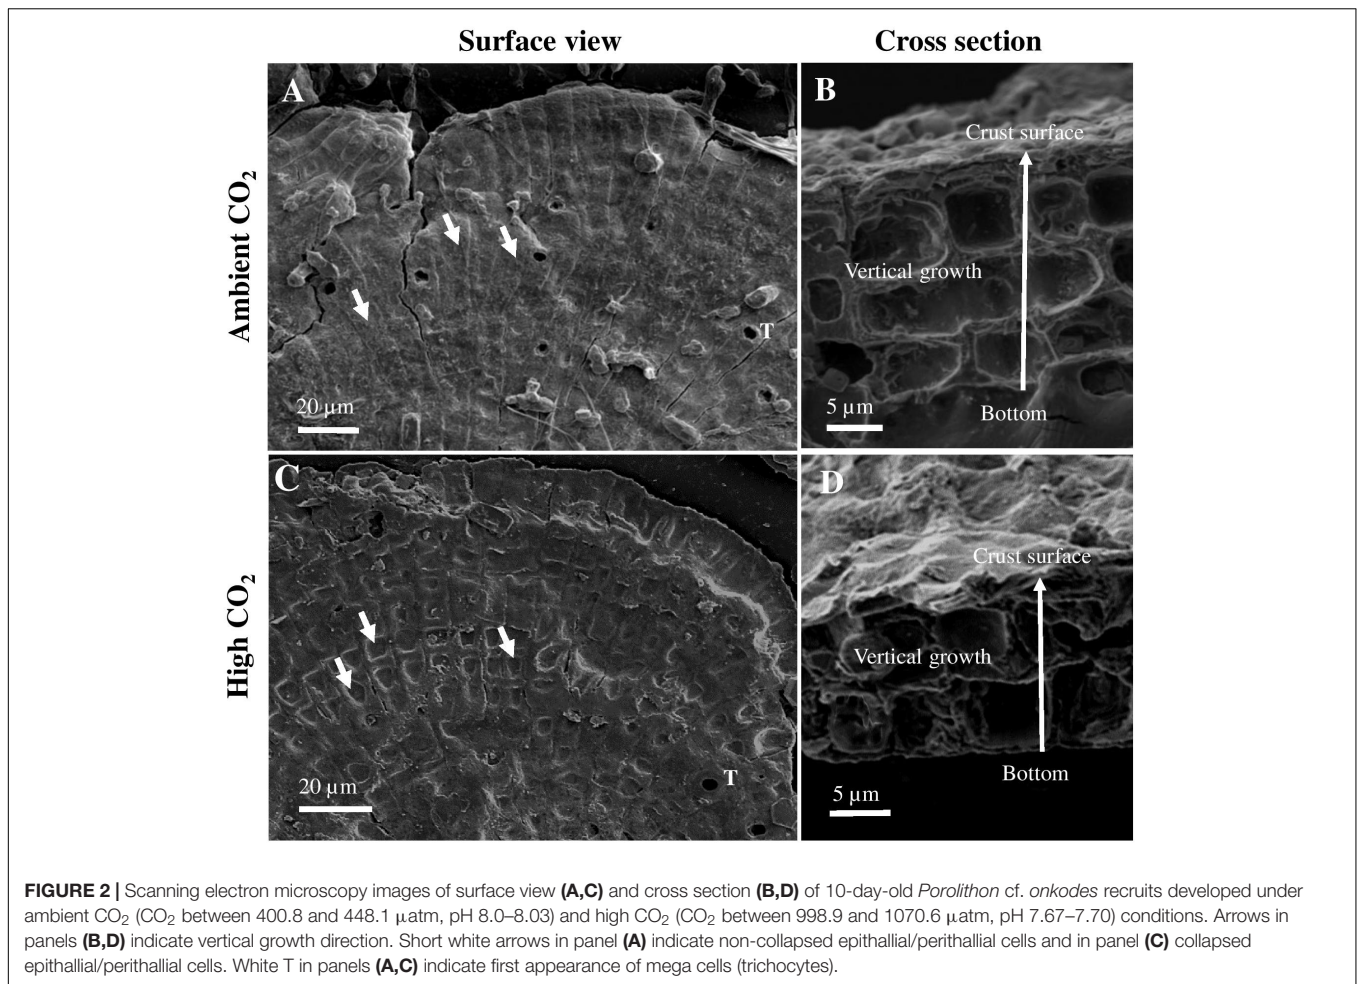 Surface view
Cross section
Ambient CO₂
A
T
20 µm
B
Crust surface
Vertical growth
Bottom
5 µm
High CO₂
C
T
20 µm
D
Crust surface
Vertical growth
Bottom
5 µm
FIGURE 2 | Scanning electron microscopy images of surface view (A,C) and cross section (B,D) of 10-day-old Porolithon cf. onkodes recruits developed under
ambient CO₂ (CO₂ between 400.8 and 448.1 µatm, pH 8.0–8.03) and high CO₂ (CO₂ between 998.9 and 1070.6 µatm, pH 7.67–7.70) conditions. Arrows in
panels (B,D) indicate vertical growth direction. Short white arrows in panel (A) indicate non-collapsed epithallial/perithallial cells and in panel (C) collapsed
epithallial/perithallial cells. White T in panels (A,C) indicate first appearance of mega cells (trichocytes).